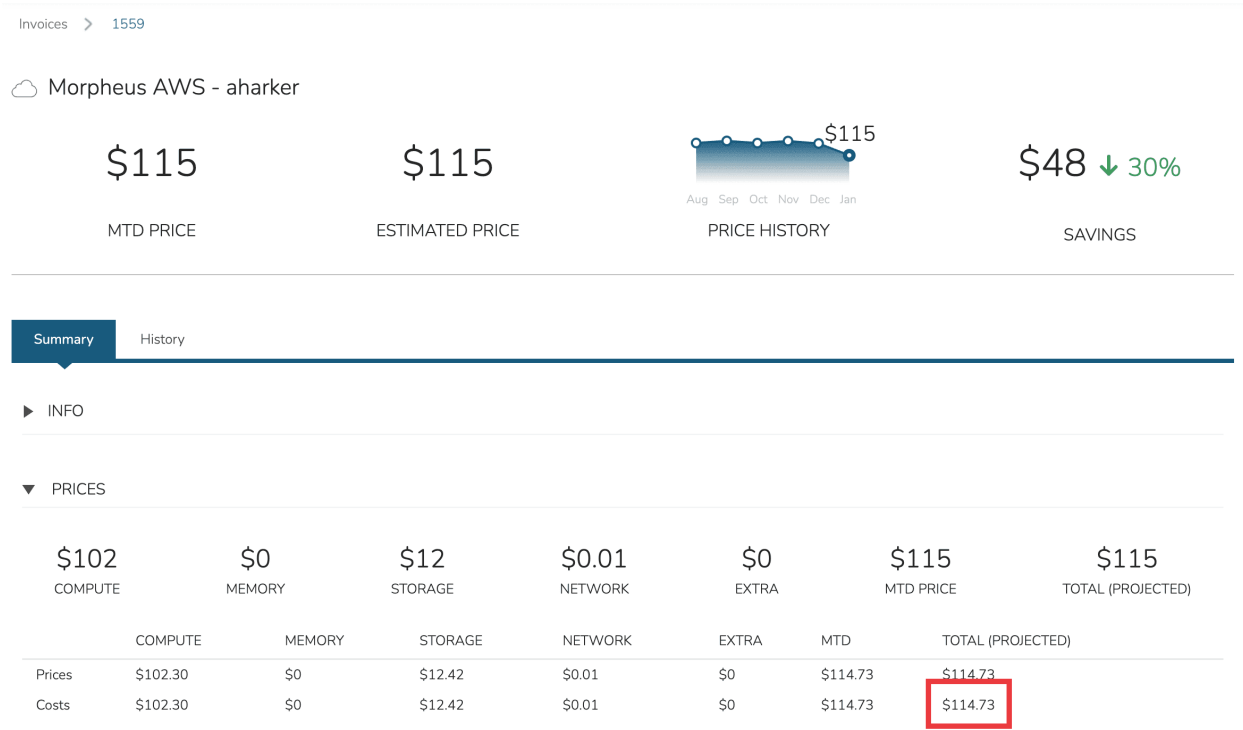 Invoices 1559
Morpheus AWS - aharker
$115
MTD PRICE
$115
ESTIMATED PRICE
$115
Aug Sep Oct Nov Dec Jan
PRICE HISTORY
$48 30%
SAVINGS
Summary History
INFO
PRICES
$102 $0 $12 $0.01 $0 $115 $115
COMPUTE MEMORY STORAGE NETWORK EXTRA MTD PRICE TOTAL (PROJECTED)
COMPUTE MEMORY STORAGE NETWORK EXTRA MTD TOTAL (PROJECTED)
Prices $102.30 $0 $12.42 $0.01 $0 $114.73 $114.73
Costs $102.30 $0 $12.42 $0.01 $0 $114.73 $114.73